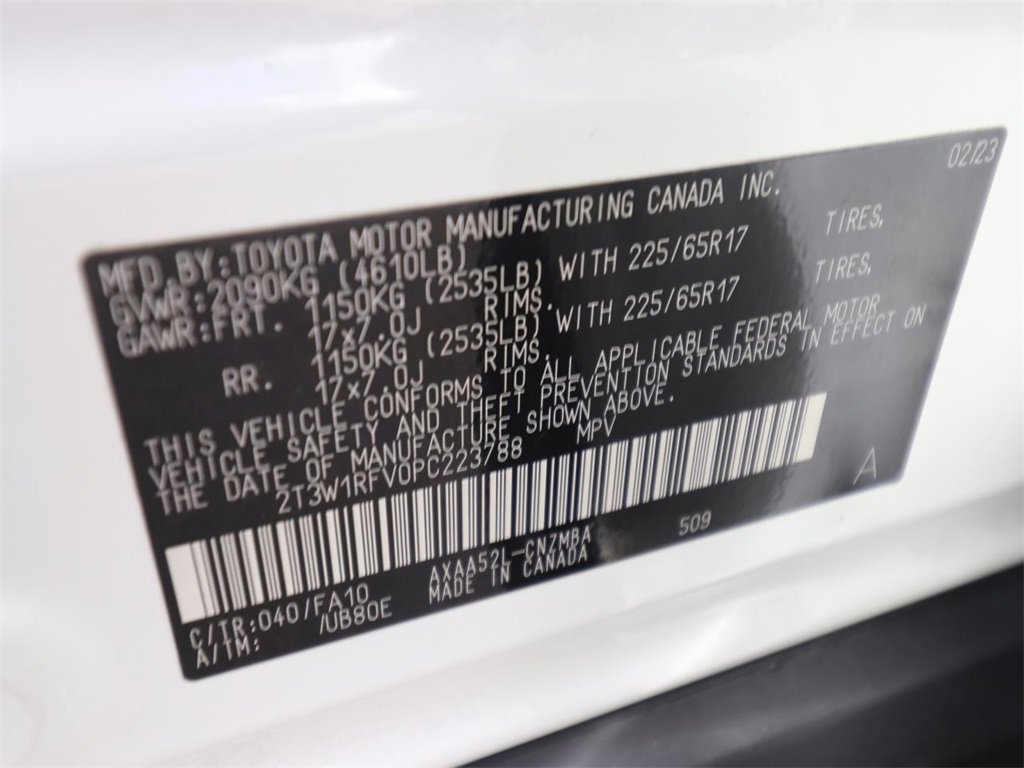 02/23
MFD.BY:TOYOTA MOTOR MANUFACTURING CANADA INC.
GVWR:2090KG (4610LB)
GAWR:FRT. 1150KG (2535LB) WITH 225/65R17 TIRES,
17x7.0J RIMS.
RR. 1150KG (2535LB) WITH 225/65R17 TIRES,
17x7.0J RIMS.
THIS VEHICLE CONFORMS TO ALL APPLICABLE FEDERAL MOTOR
VEHICLE SAFETY AND THEFT PREVENTION STANDARDS IN EFFECT ON
THE DATE OF MANUFACTURE SHOWN ABOVE.
2T3W1RFV0PC223788 MPV
A
C/TR:040/FA10 AXAA52L-CNZMBA 509
A/TM: /UB80E MADE IN CANADA